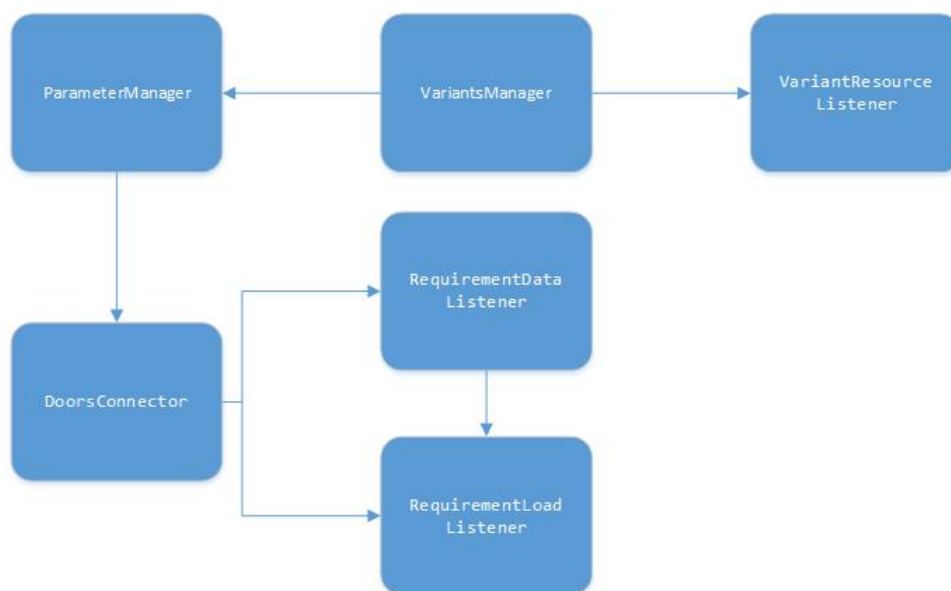 ParameterManager
VariantsManager
VariantResource
Listener
RequirementData
Listener
DoorsConnector
RequirementLoad
Listener